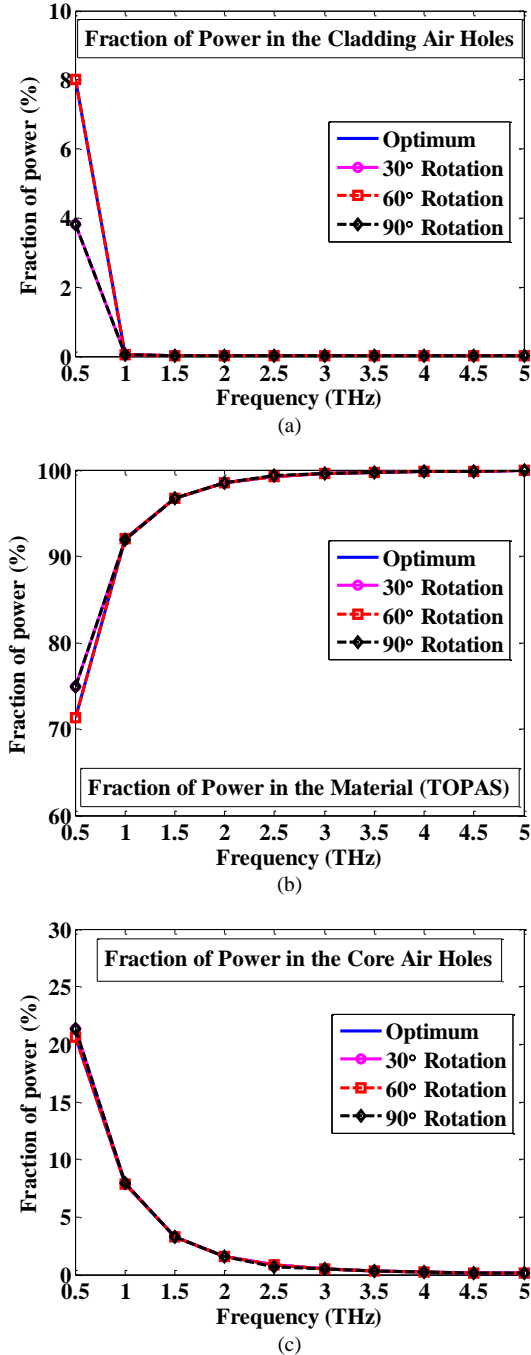 Fraction of Power in the Cladding Air Holes
Fraction of power (%)
10
8
6
4
2
0
Optimum
30° Rotation
60° Rotation
90° Rotation
0.5 1 1.5 2 2.5 3 3.5 4 4.5 5
Frequency (THz)
(a)
Fraction of power (%)
100
90
80
70
60
Optimum
30° Rotation
60° Rotation
90° Rotation
Fraction of Power in the Material (TOPAS)
0.5 1 1.5 2 2.5 3 3.5 4 4.5 5
Frequency (THz)
(b)
Fraction of Power in the Core Air Holes
Fraction of power (%)
30
25
20
15
10
5
0
Optimum
30° Rotation
60° Rotation
90° Rotation
0.5 1 1.5 2 2.5 3 3.5 4 4.5 5
Frequency (THz)
(c)